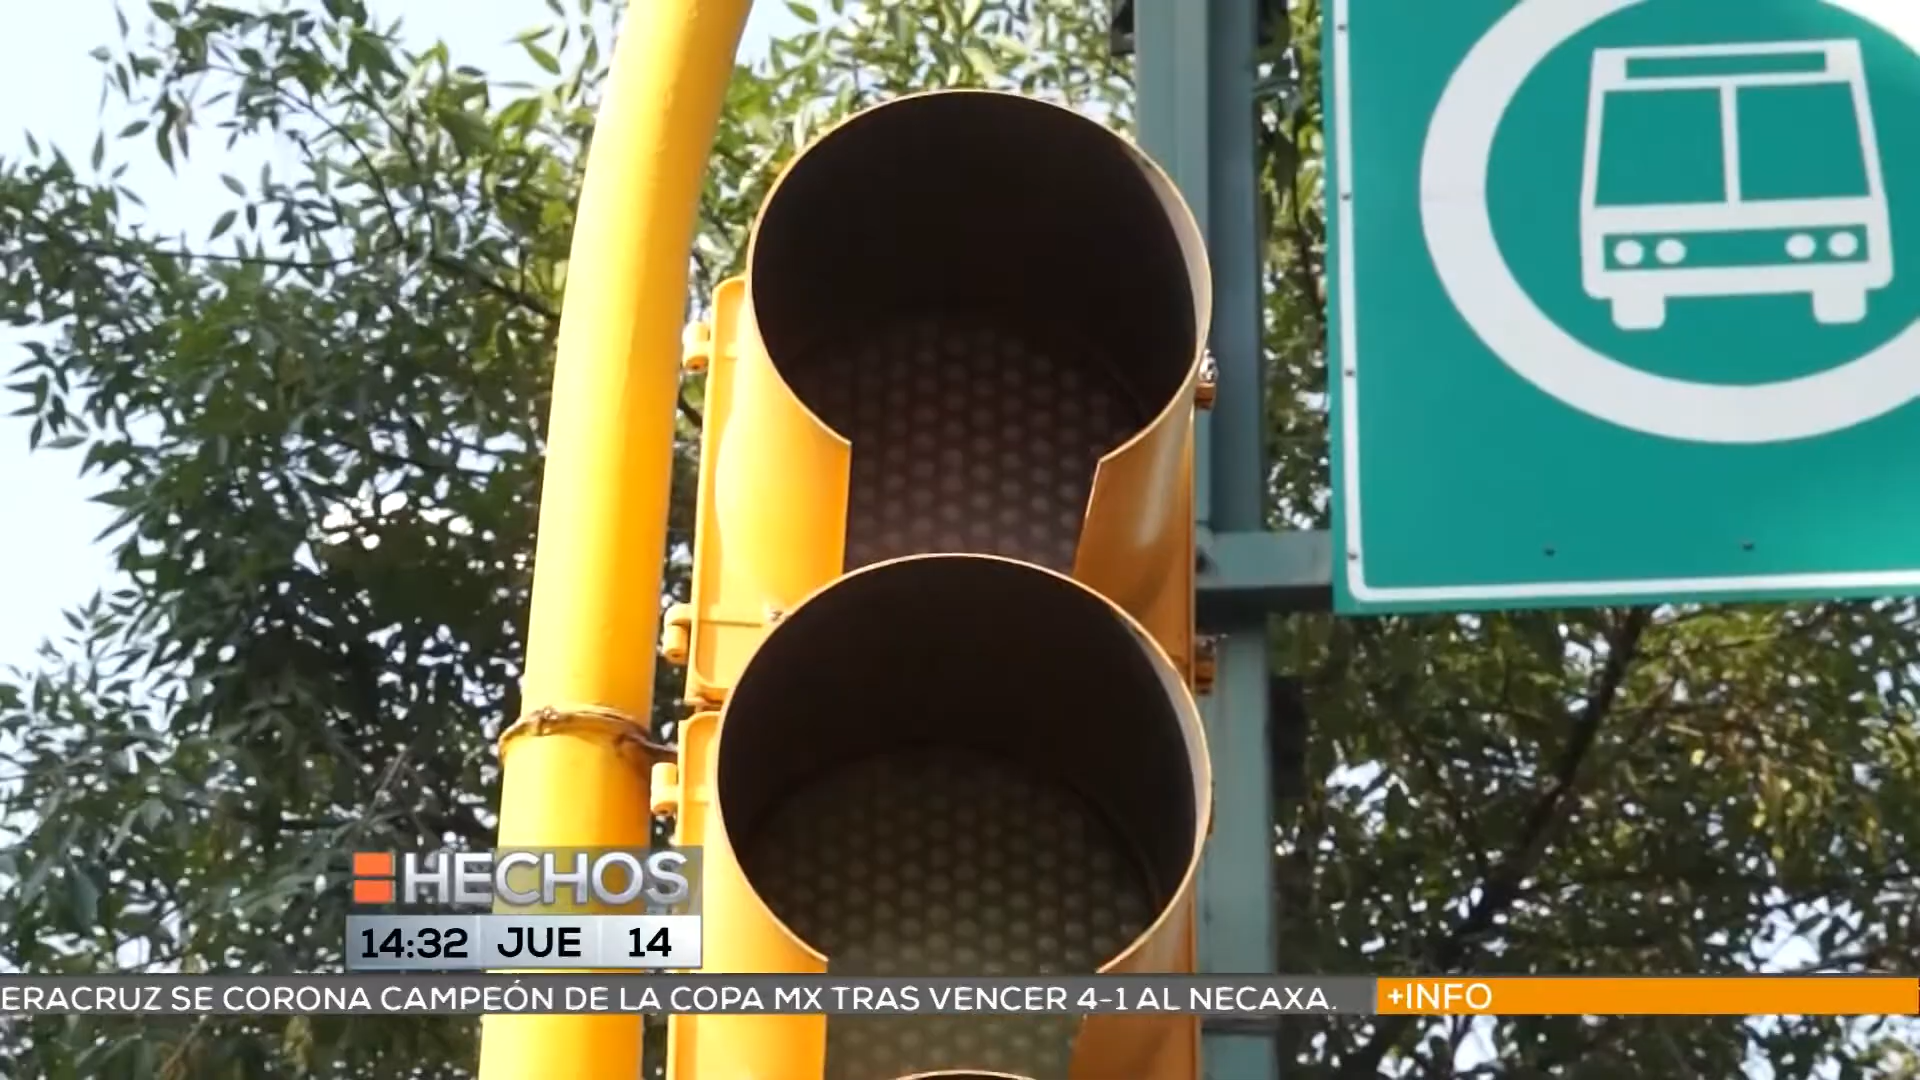 HECHOS
14:32 JUE 14
ERACRUZ SE CORONA CAMPEÓN DE LA COPA MX TRAS VENCER 4-1 AL NECAXA. +INFO